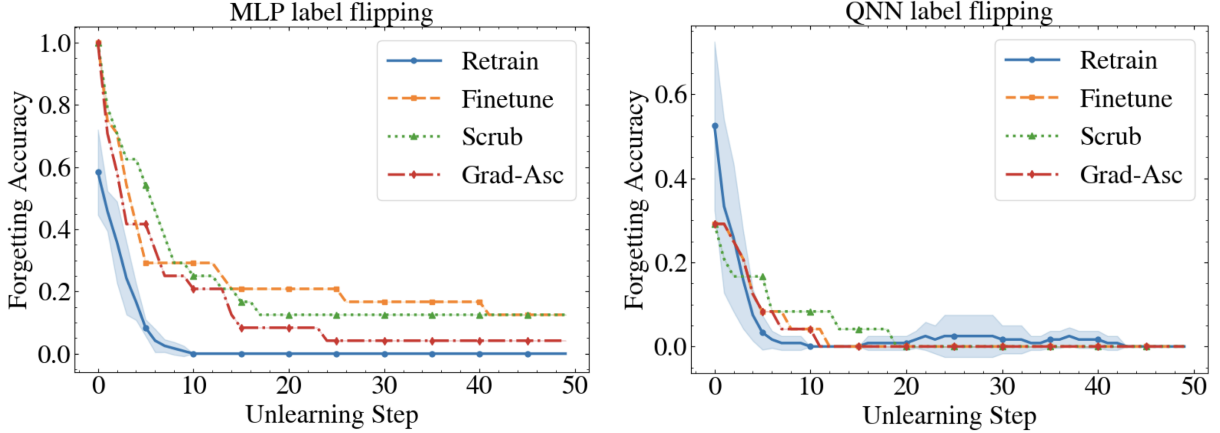 MLP label flipping
1.0
0.8
0.6
0.4
0.2
0.0
Forgetting Accuracy
Retrain
Finetune
Scrub
Grad-Asc
0 10 20 30 40 50
Unlearning Step
QNN label flipping
0.6
0.4
0.2
0.0
Forgetting Accuracy
Retrain
Finetune
Scrub
Grad-Asc
0 10 20 30 40 50
Unlearning Step